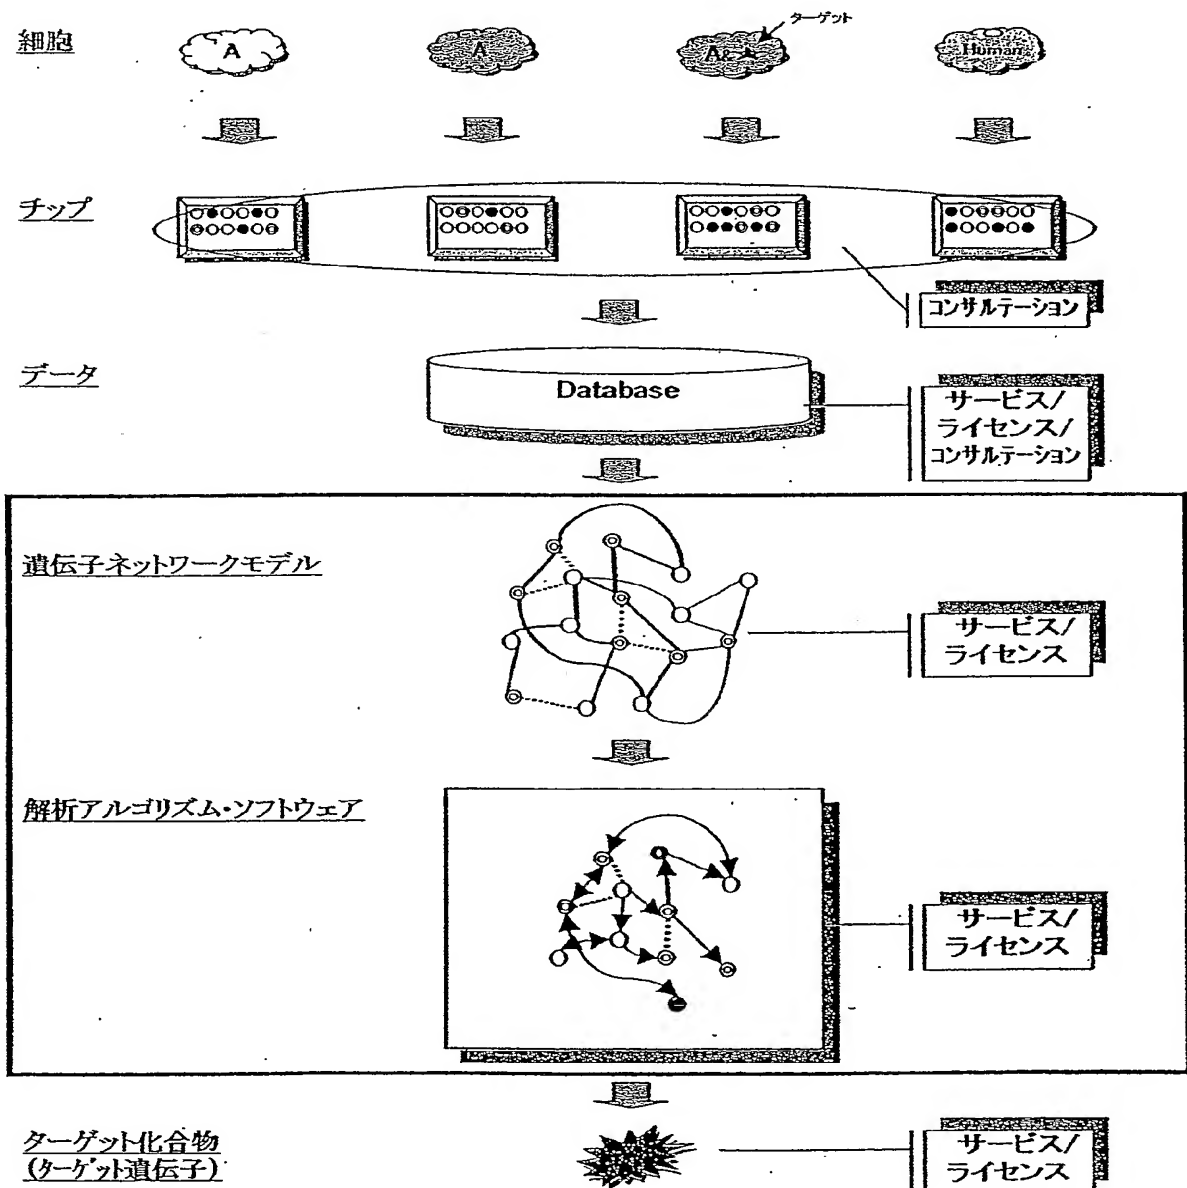 細胞
ターゲット
A
A
A&
Human
チップ
コンサルテーション
データ
Database
サービス/
ライセンス/
コンサルテーション
遺伝子ネットワークモデル
サービス/
ライセンス
解析アルゴリズム・ソフトウェア
サービス/
ライセンス
ターゲット化合物
(ターゲット遺伝子)
サービス/
ライセンス